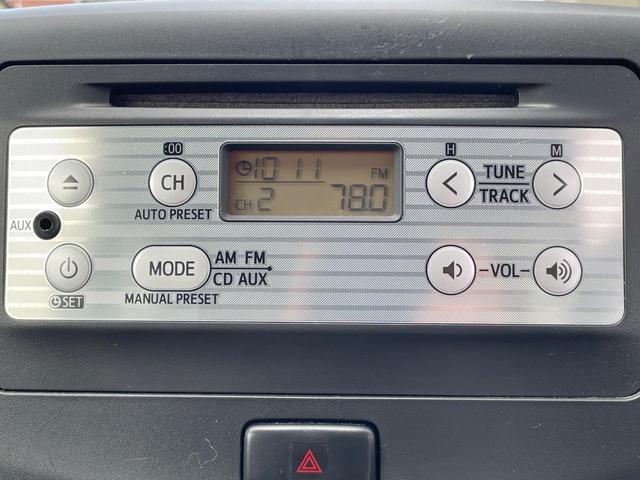 :00
H
M
10 11
FM
CH
TUNE
TRACK
AUX
AUTO PRESET
CH 2
78.0
MODE
AM FM
CD AUX
VOL
SET
MANUAL PRESET